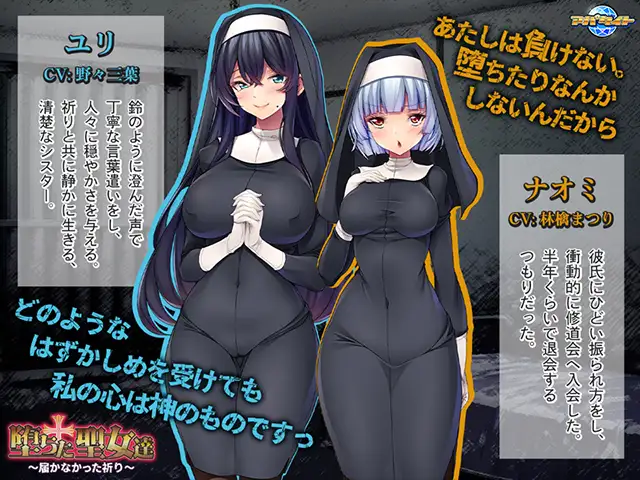 アパダイト
ユリ
CV:野々三葉
鈴のように澄んだ声で
丁寧な言葉遣いをし、
人々に穏やかさを与える。
祈りと共に静かに生きる、
清楚なシスター。
あたしは負けない。
堕ちたりなんか
しないんだから
ナオミ
CV:林檎まつり
彼氏にひどい振られ方をし、
衝動的に修道会へ入会した。
半年くらいで退会する
つもりだった。
どのような
はずかしめを受けても
私の心は神のものですっ
堕ちた聖女達
～届かなかった祈り～